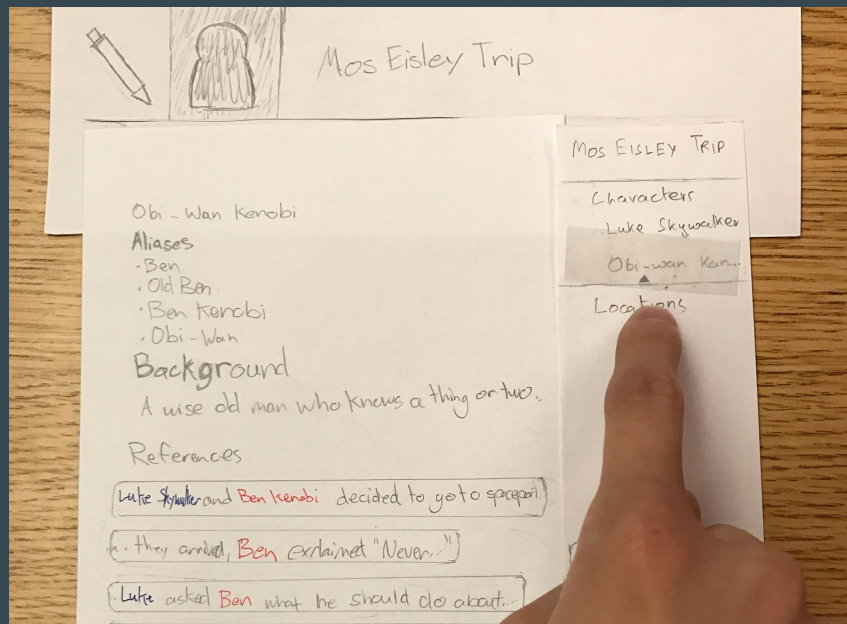 Mos Eisley Trip
Obi-Wan Kenobi
Aliases
· Ben
· Old Ben
· Ben Kenobi
· Obi-Wan
Background
A wise old man who knows a thing or two.
References
Luke Skywalker and Ben Kenobi decided to go to spaceport.
they arrived, Ben exclaimed "Never..."
Luke asked Ben what he should do about...
MOS EISLEY TRIP
Characters
Luke Skywalker
Obi-wan Kan...
Locations